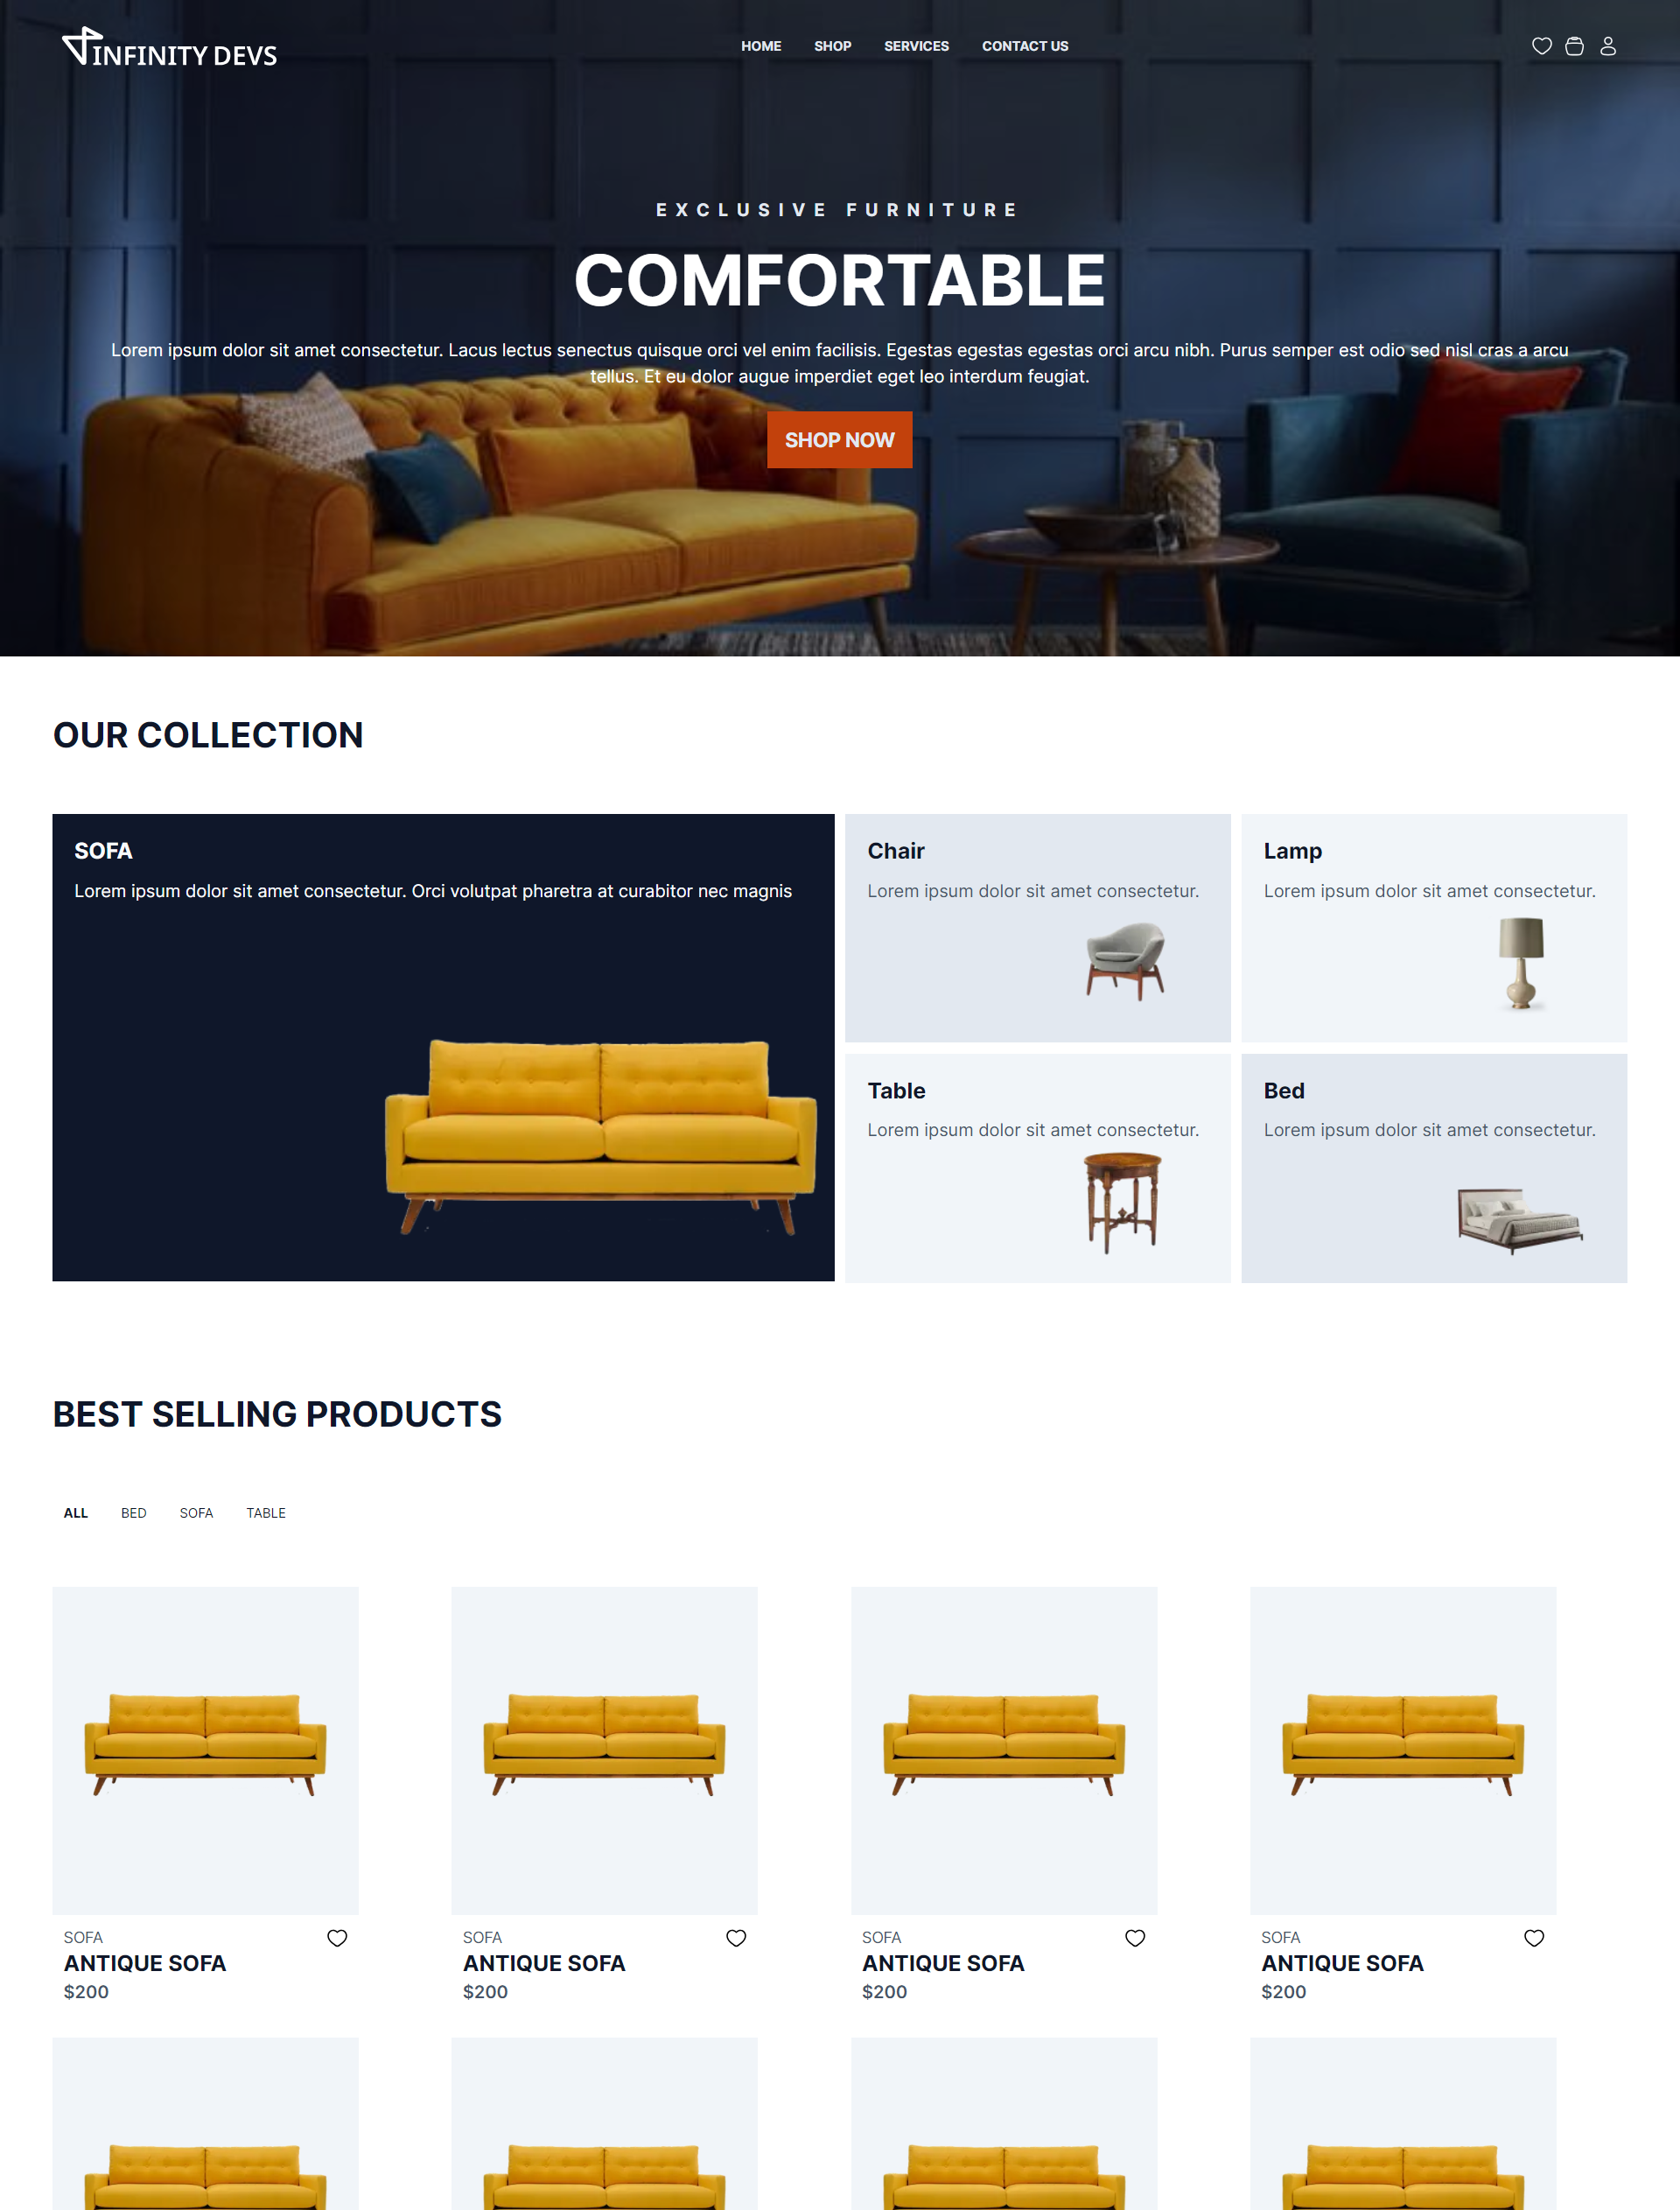 INFINITY DEVS
HOME SHOP SERVICES CONTACT US
EXCLUSIVE FURNITURE
COMFORTABLE
Lorem ipsum dolor sit amet consectetur. Lacus lectus senectus quisque orci vel enim facilisis. Egestas egestas egestas orci arcu nibh. Purus semper est odio sed nisl cras a arcu
tellus. Et eu dolor augue imperdiet eget leo interdum feugiat.
SHOP NOW
OUR COLLECTION
SOFA
Lorem ipsum dolor sit amet consectetur. Orci volutpat pharetra at curabitor nec magnis
Chair
Lorem ipsum dolor sit amet consectetur.
Lamp
Lorem ipsum dolor sit amet consectetur.
Table
Lorem ipsum dolor sit amet consectetur.
Bed
Lorem ipsum dolor sit amet consectetur.
BEST SELLING PRODUCTS
ALL BED SOFA TABLE
SOFA
ANTIQUE SOFA
$200
SOFA
ANTIQUE SOFA
$200
SOFA
ANTIQUE SOFA
$200
SOFA
ANTIQUE SOFA
$200